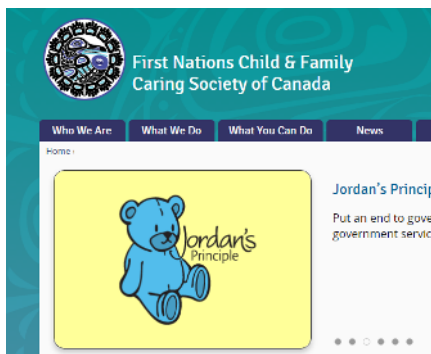 First Nations Child & Family
Caring Society of Canada
Who We Are
What We Do
What You Can Do
News
Home ›
Jordan's
Principle
Jordan's Princip
Put an end to gove
government servic